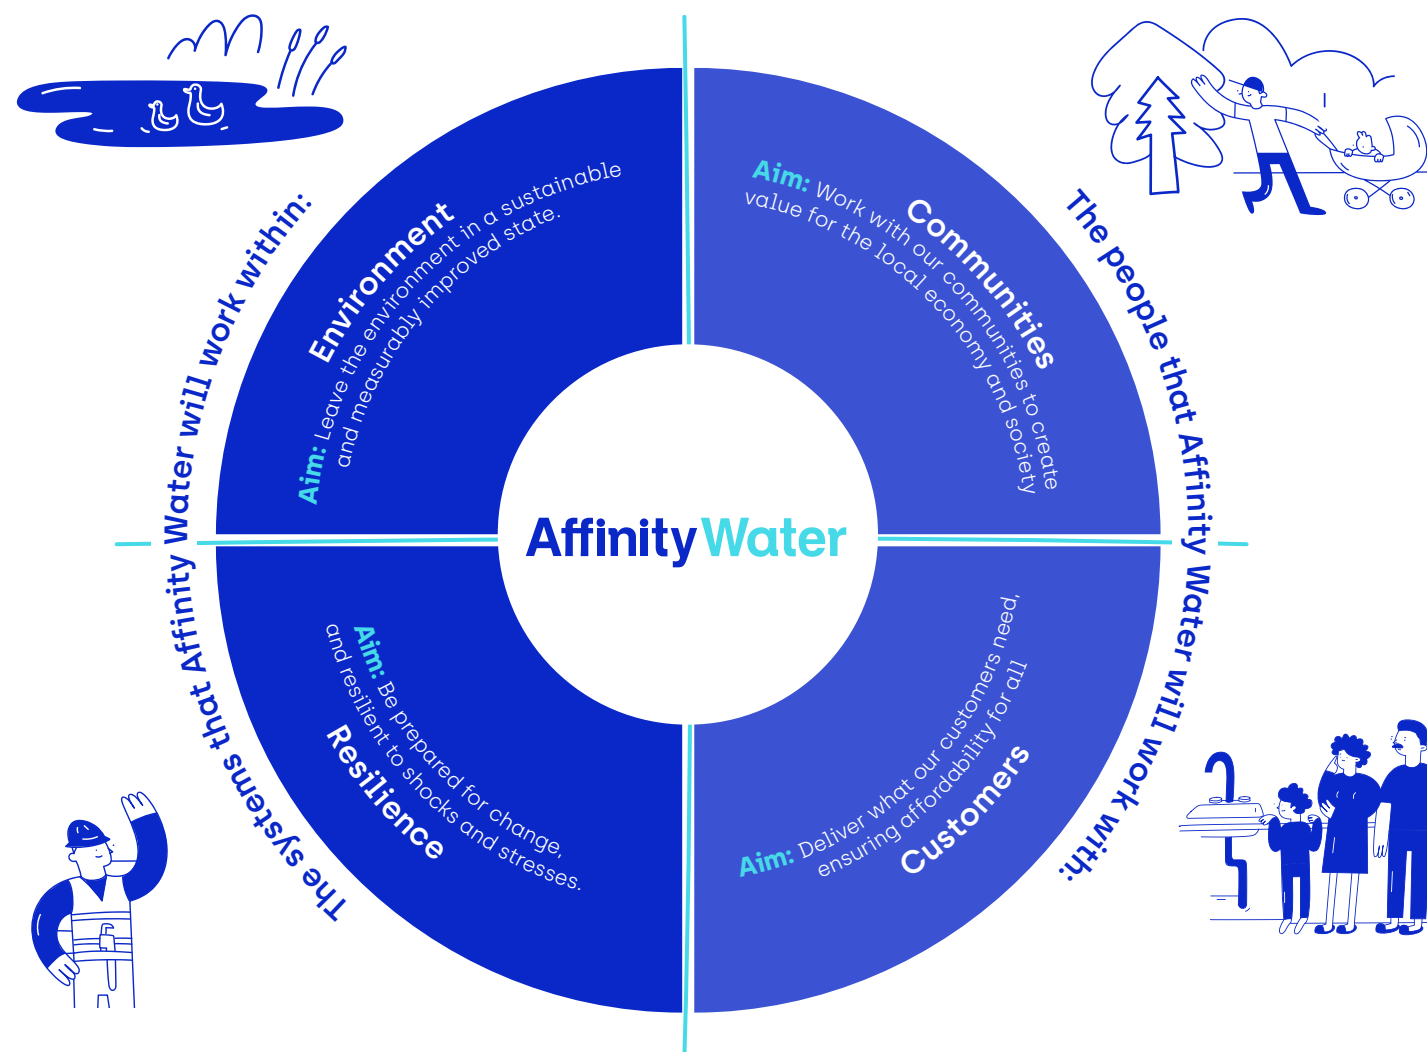 The systems that Affinity Water will work within:
Environment
Aim: Leave the environment in a sustainable
and measurably improved state.
Communities
Aim: Work with our communities to create
value for the local economy and society
The people that Affinity Water will work with:
AffinityWater
Aim: Be prepared for change,
and resilient to shocks and stresses.
Resilience
Aim: Deliver what our customers need,
ensuring affordability for all
Customers